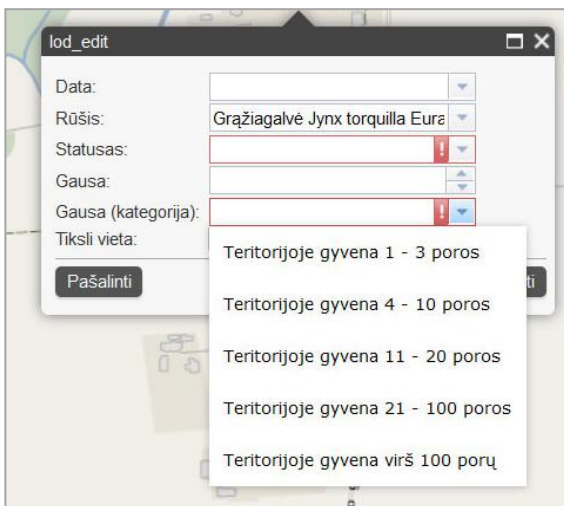 lod_edit
Data:
Rūšis: Grąžiagalvė Jynx torquilla Eura
Statusas:
Gausa:
Gausa (kategorija):
Tiksli vieta:
Pašalinti
Teritorijoje gyvena 1 - 3 poros
Teritorijoje gyvena 4 - 10 poros
Teritorijoje gyvena 11 - 20 poros
Teritorijoje gyvena 21 - 100 poros
Teritorijoje gyvena virš 100 porų